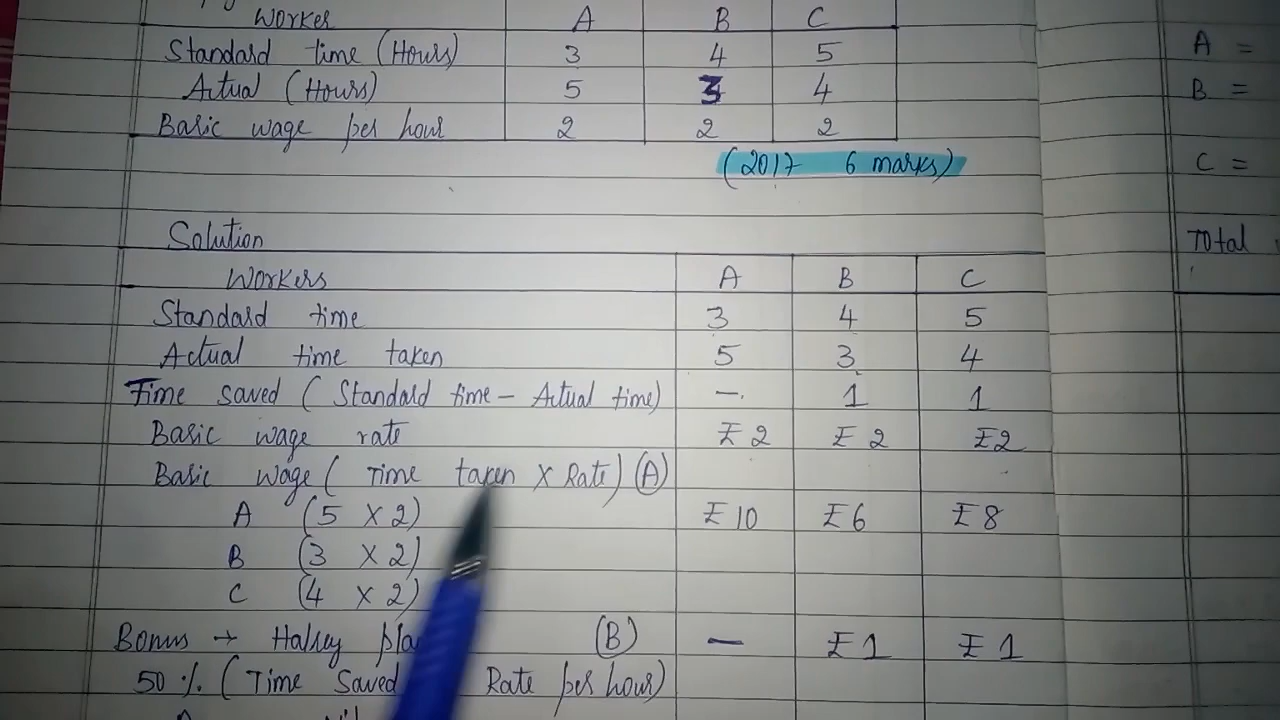 Worker A B C
Standard time (Hours) 3 4 5
Actual (Hours) 5 3 4
Basic wage per hour 2 2 2
(2017 6 marks)
Solution
Workers A B C
Standard time 3 4 5
Actual time taken 5 3 4
Time saved (Standard time - Actual time) — 1 1
Basic wage rate ₹ 2 ₹ 2 ₹2
Basic wage (Time taken X Rate) (A)
A (5 X 2) ₹ 10 ₹ 6 ₹ 8
B (3 X 2)
C (4 X 2)
Bonus → Halsey (B) — ₹ 1 ₹ 1
50 % (Time Saved Rate per hour)
A =
B =
C =
Total